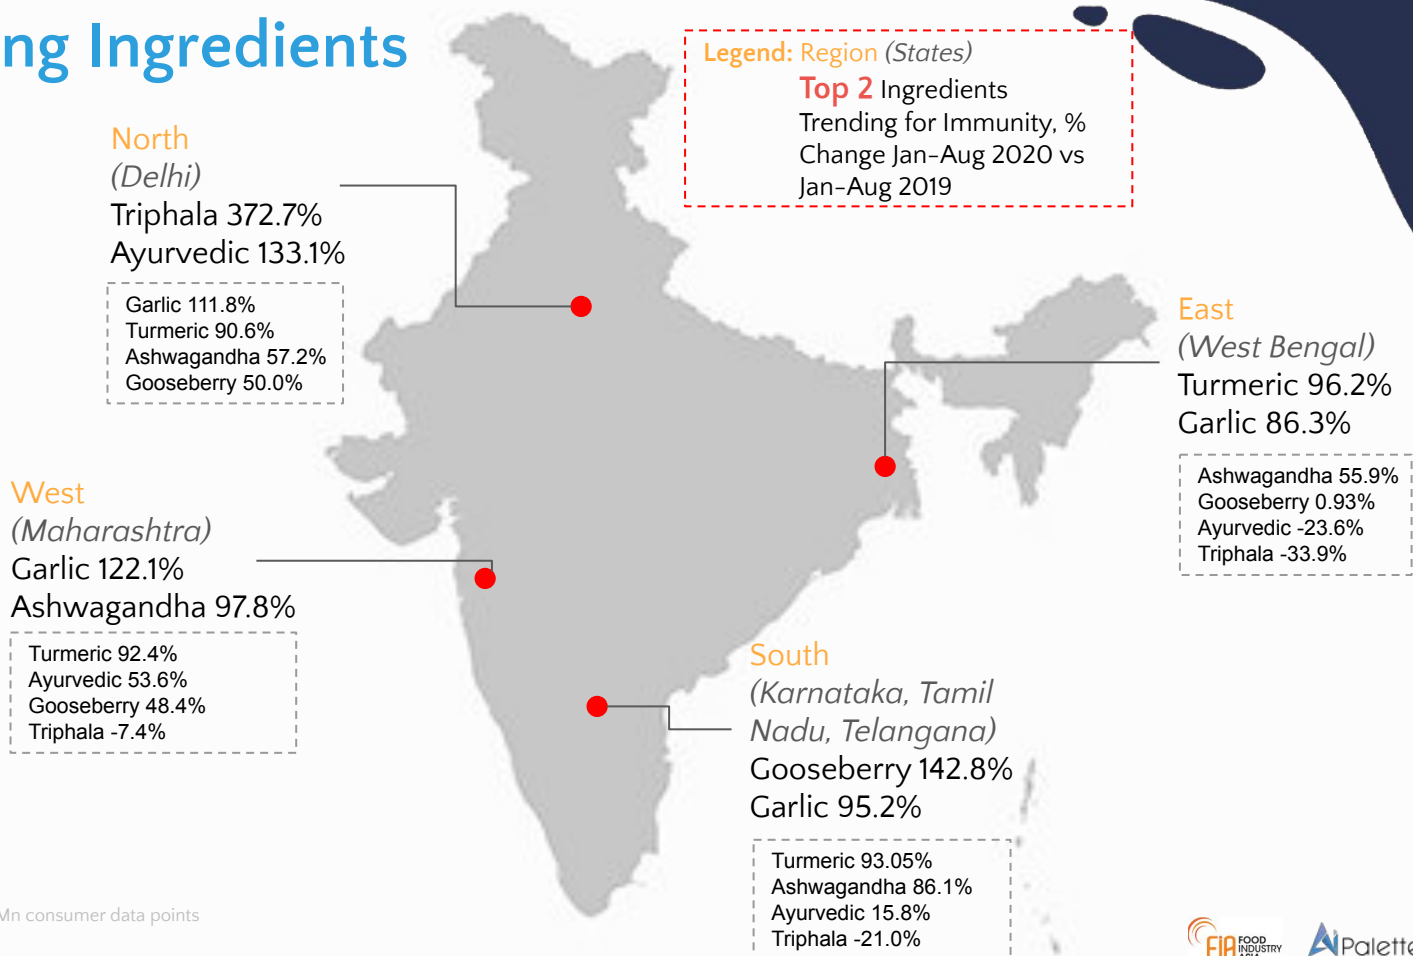 ng Ingredients
Legend: Region (States)
Top 2 Ingredients
Trending for Immunity, %
Change Jan-Aug 2020 vs
Jan-Aug 2019
North
(Delhi)
Triphala 372.7%
Ayurvedic 133.1%
Garlic 111.8%
Turmeric 90.6%
Ashwagandha 57.2%
Gooseberry 50.0%
East
(West Bengal)
Turmeric 96.2%
Garlic 86.3%
Ashwagandha 55.9%
Gooseberry 0.93%
Ayurvedic -23.6%
Triphala -33.9%
West
(Maharashtra)
Garlic 122.1%
Ashwagandha 97.8%
Turmeric 92.4%
Ayurvedic 53.6%
Gooseberry 48.4%
Triphala -7.4%
South
(Karnataka, Tamil
Nadu, Telangana)
Gooseberry 142.8%
Garlic 95.2%
Turmeric 93.05%
Ashwagandha 86.1%
Ayurvedic 15.8%
Triphala -21.0%
Mn consumer data points
FIA FOOD
INDUSTRY
ASIA
AI Palette